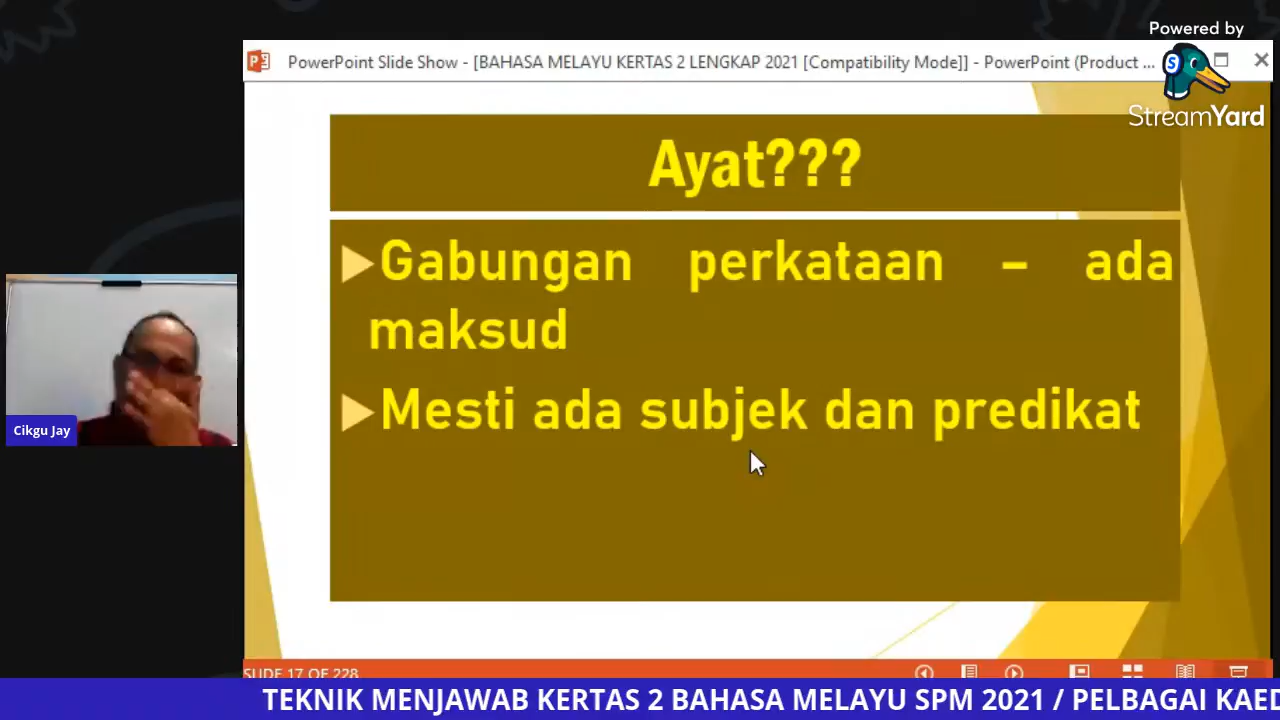 Powered by
PowerPoint Slide Show - [BAHASA MELAYU KERTAS 2 LENGKAP 2021 [Compatibility Mode]] - PowerPoint (Product ...
StreamYard
Ayat???
Gabungan perkataan – ada
maksud
Mesti ada subjek dan predikat
Cikgu Jay
SLIDE 17 OF 228
TEKNIK MENJAWAB KERTAS 2 BAHASA MELAYU SPM 2021 / PELBAGAI KAED